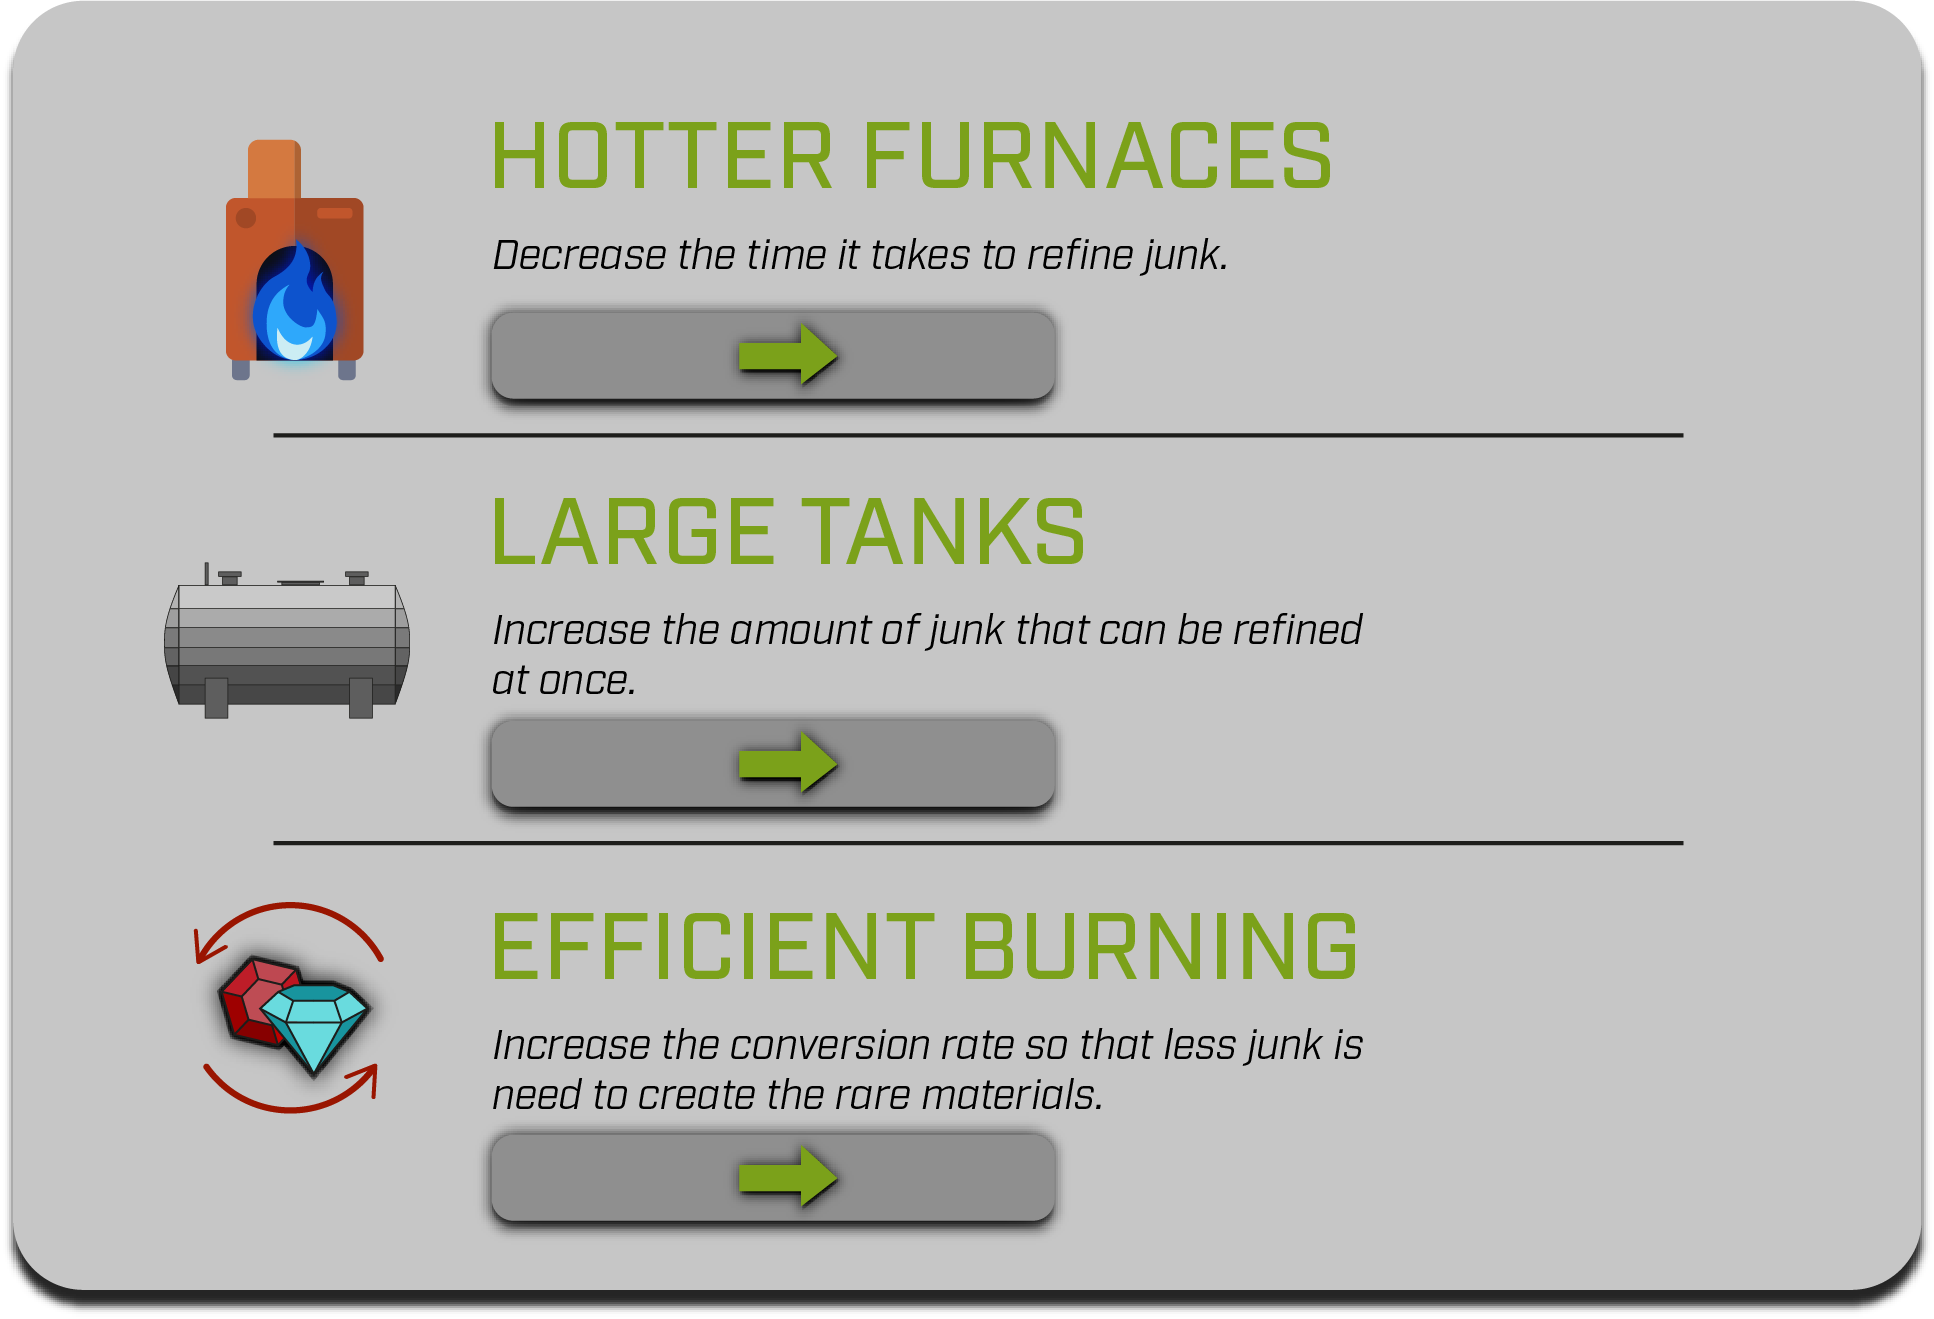 HOTTER FURNACES
Decrease the time it takes to refine junk.
LARGE TANKS
Increase the amount of junk that can be refined
at once.
EFFICIENT BURNING
Increase the conversion rate so that less junk is
need to create the rare materials.